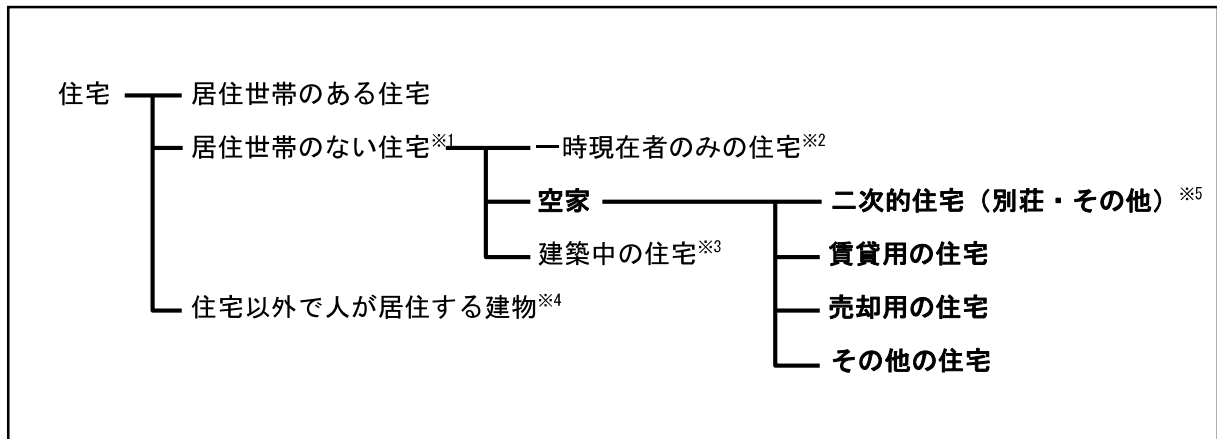 住宅 居住世帯のある住宅
居住世帯のない住宅※1 一時現在者のみの住宅※2
空家 二次的住宅（別荘・その他）※5
建築中の住宅※3 賃貸用の住宅
住宅以外で人が居住する建物※4 売却用の住宅
その他の住宅